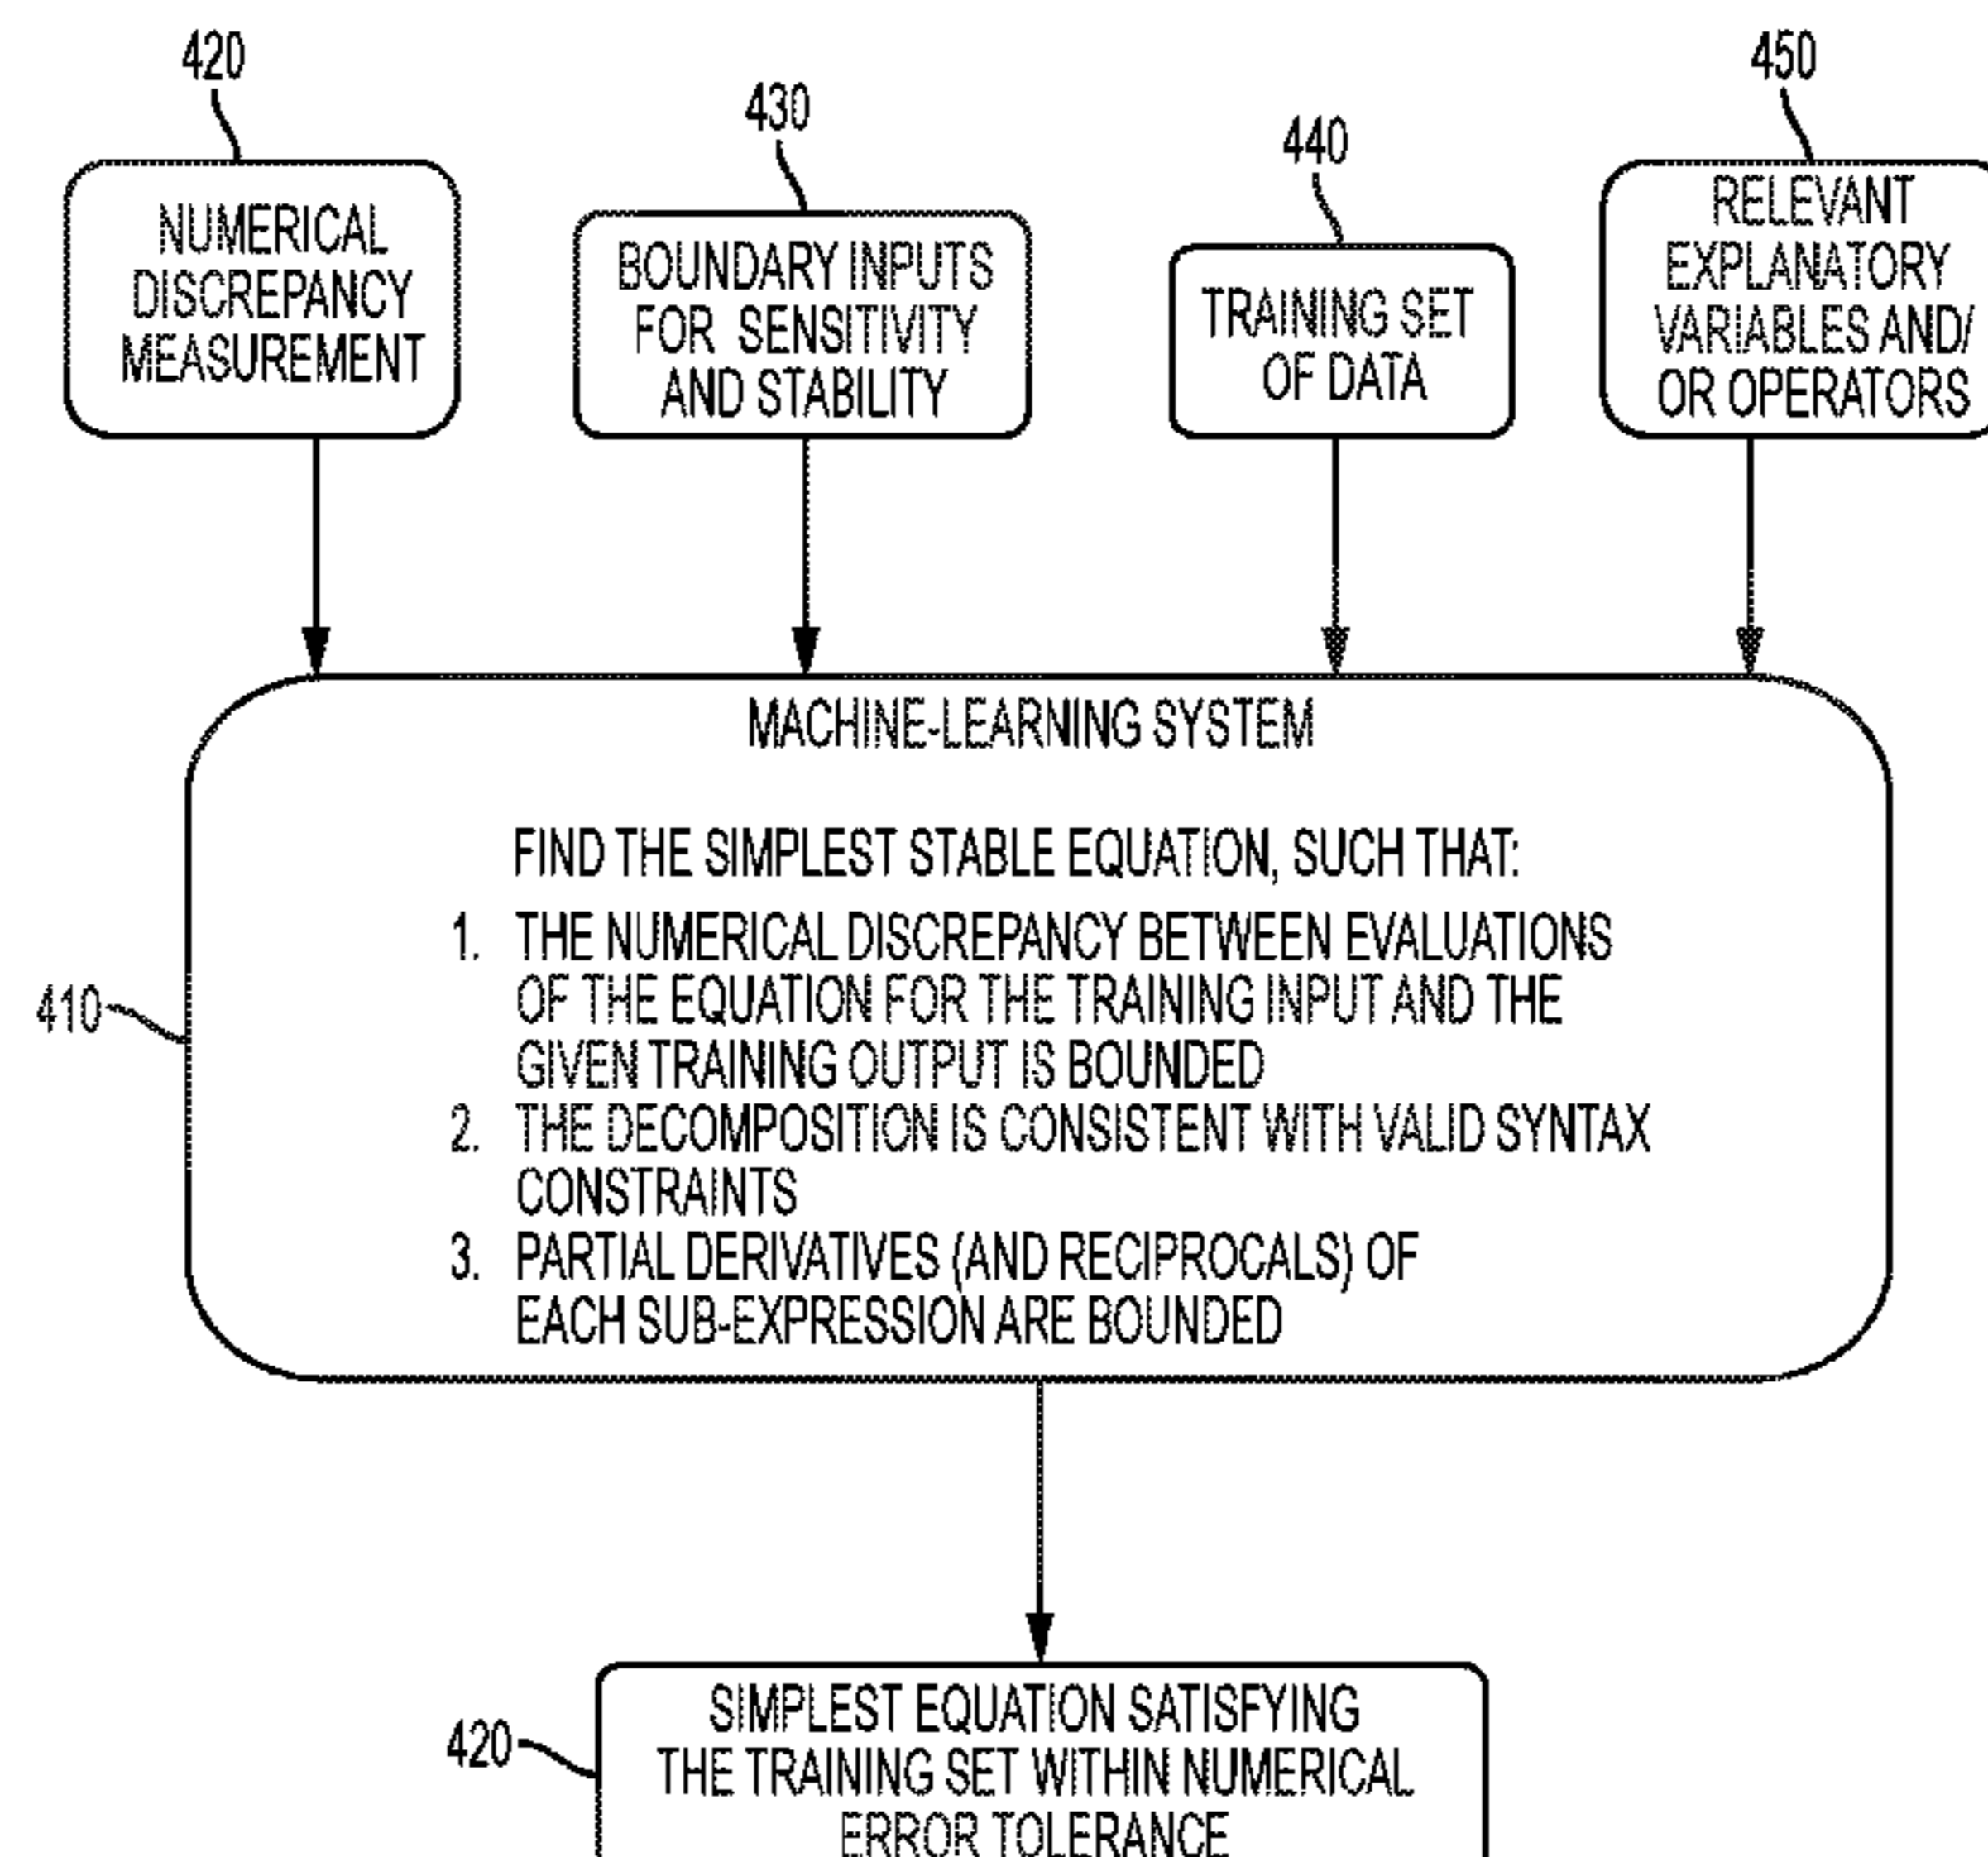 420
NUMERICAL
DISCREPANCY
MEASUREMENT
430
BOUNDARY INPUTS
FOR SENSITIVITY
AND STABILITY
440
TRAINING SET
OF DATA
450
RELEVANT
EXPLANATORY
VARIABLES AND/
OR OPERATORS
MACHINE-LEARNING SYSTEM
FIND THE SIMPLEST STABLE EQUATION, SUCH THAT:
1. THE NUMERICAL DISCREPANCY BETWEEN EVALUATIONS
OF THE EQUATION FOR THE TRAINING INPUT AND THE
GIVEN TRAINING OUTPUT IS BOUNDED
2. THE DECOMPOSITION IS CONSISTENT WITH VALID SYNTAX
CONSTRAINTS
3. PARTIAL DERIVATIVES (AND RECIPROCALS) OF
EACH SUB-EXPRESSION ARE BOUNDED
410
420
SIMPLEST EQUATION SATISFYING
THE TRAINING SET WITHIN NUMERICAL
ERROR TOLERANCE